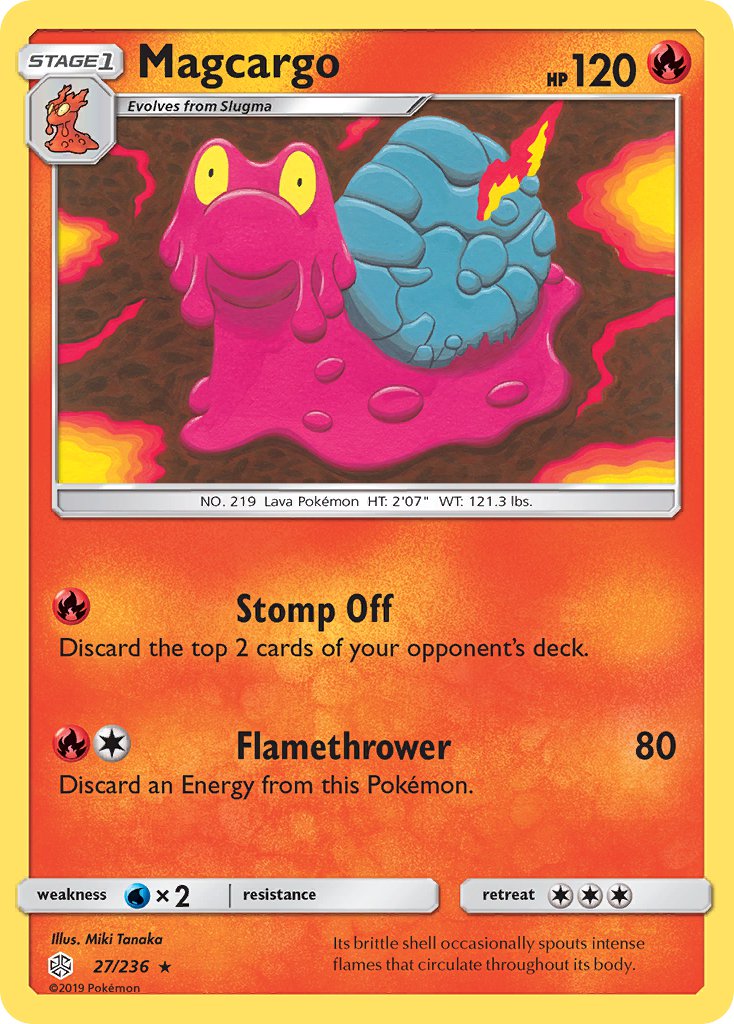 STAGE 1 Magcargo HP 120
Evolves from Slugma
NO. 219 Lava Pokémon HT: 2'07" WT: 121.3 lbs.
Stomp Off
Discard the top 2 cards of your opponent's deck.
Flamethrower 80
Discard an Energy from this Pokémon.
weakness × 2 resistance retreat
Illus. Miki Tanaka
27/236 ★
©2019 Pokémon
Its brittle shell occasionally spouts intense
flames that circulate throughout its body.